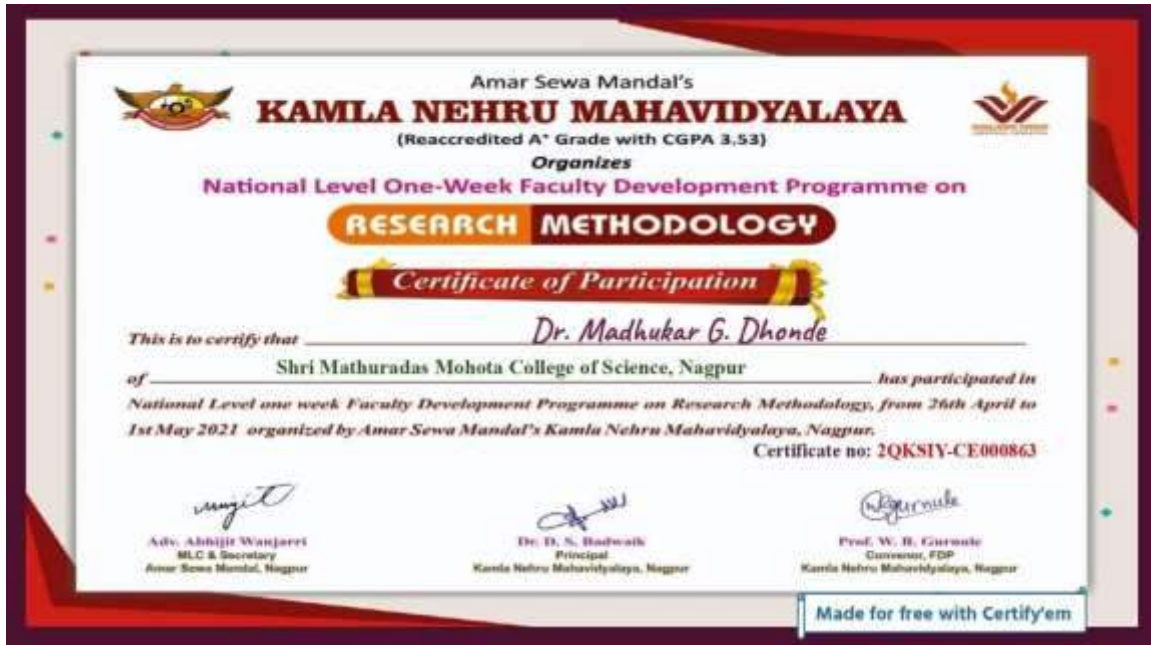 Amar Sewa Mandal's
KAMLA NEHRU MAHAVIDYALAYA
(Reaccredited A+ Grade with CGPA 3.53)
Organizes
National Level One-Week Faculty Development Programme on
RESEARCH METHODOLOGY
Certificate of Participation
This is to certify that Dr. Madhukar G. Dhonde
of Shri Mathuradas Mohota College of Science, Nagpur has participated in
National Level one week Faculty Development Programme on Research Methodology, from 26th April to
1st May 2021 organized by Amar Sewa Mandal's Kamla Nehru Mahavidyalaya, Nagpur.
Certificate no: 2QKSIY-CE000863
Adv. Abhijit Wanjarri Dr. D. S. Badwaik Prof. W. B. Gurnule
MLC & Secretary Principal Convenor, FDP
Amar Sewa Mandal, Nagpur Kamla Nehru Mahavidyalaya, Nagpur Kamla Nehru Mahavidyalaya, Nagpur
Made for free with Certify'em